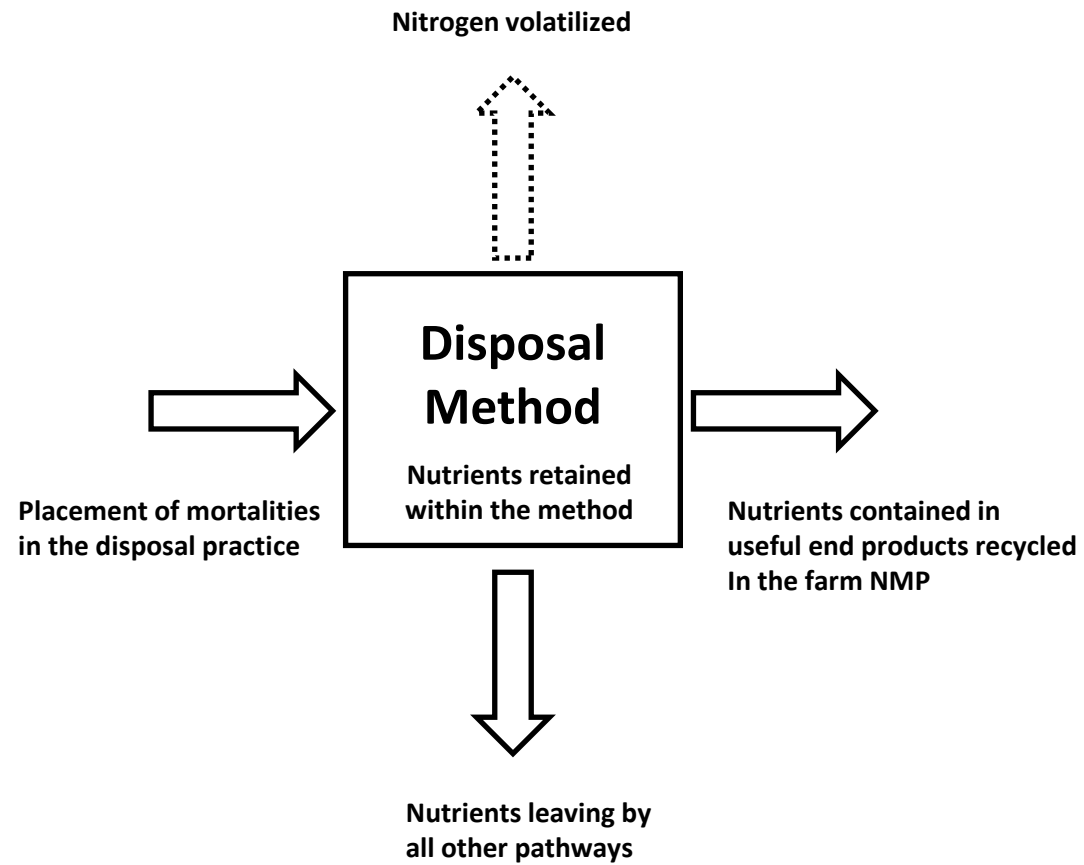 Nitrogen volatilized
Disposal
Method
Nutrients retained
within the method
Placement of mortalities
in the disposal practice
Nutrients contained in
useful end products recycled
In the farm NMP
Nutrients leaving by
all other pathways